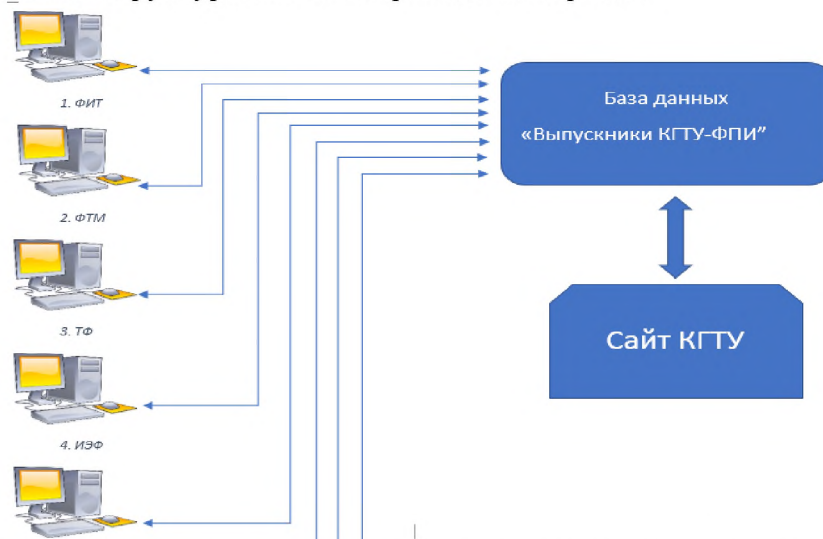 1. ФИТ
2. ФТМ
3. ТФ
4. ИЭФ
База данных
«Выпускники КГТУ-ФПИ”
Сайт КГТУ